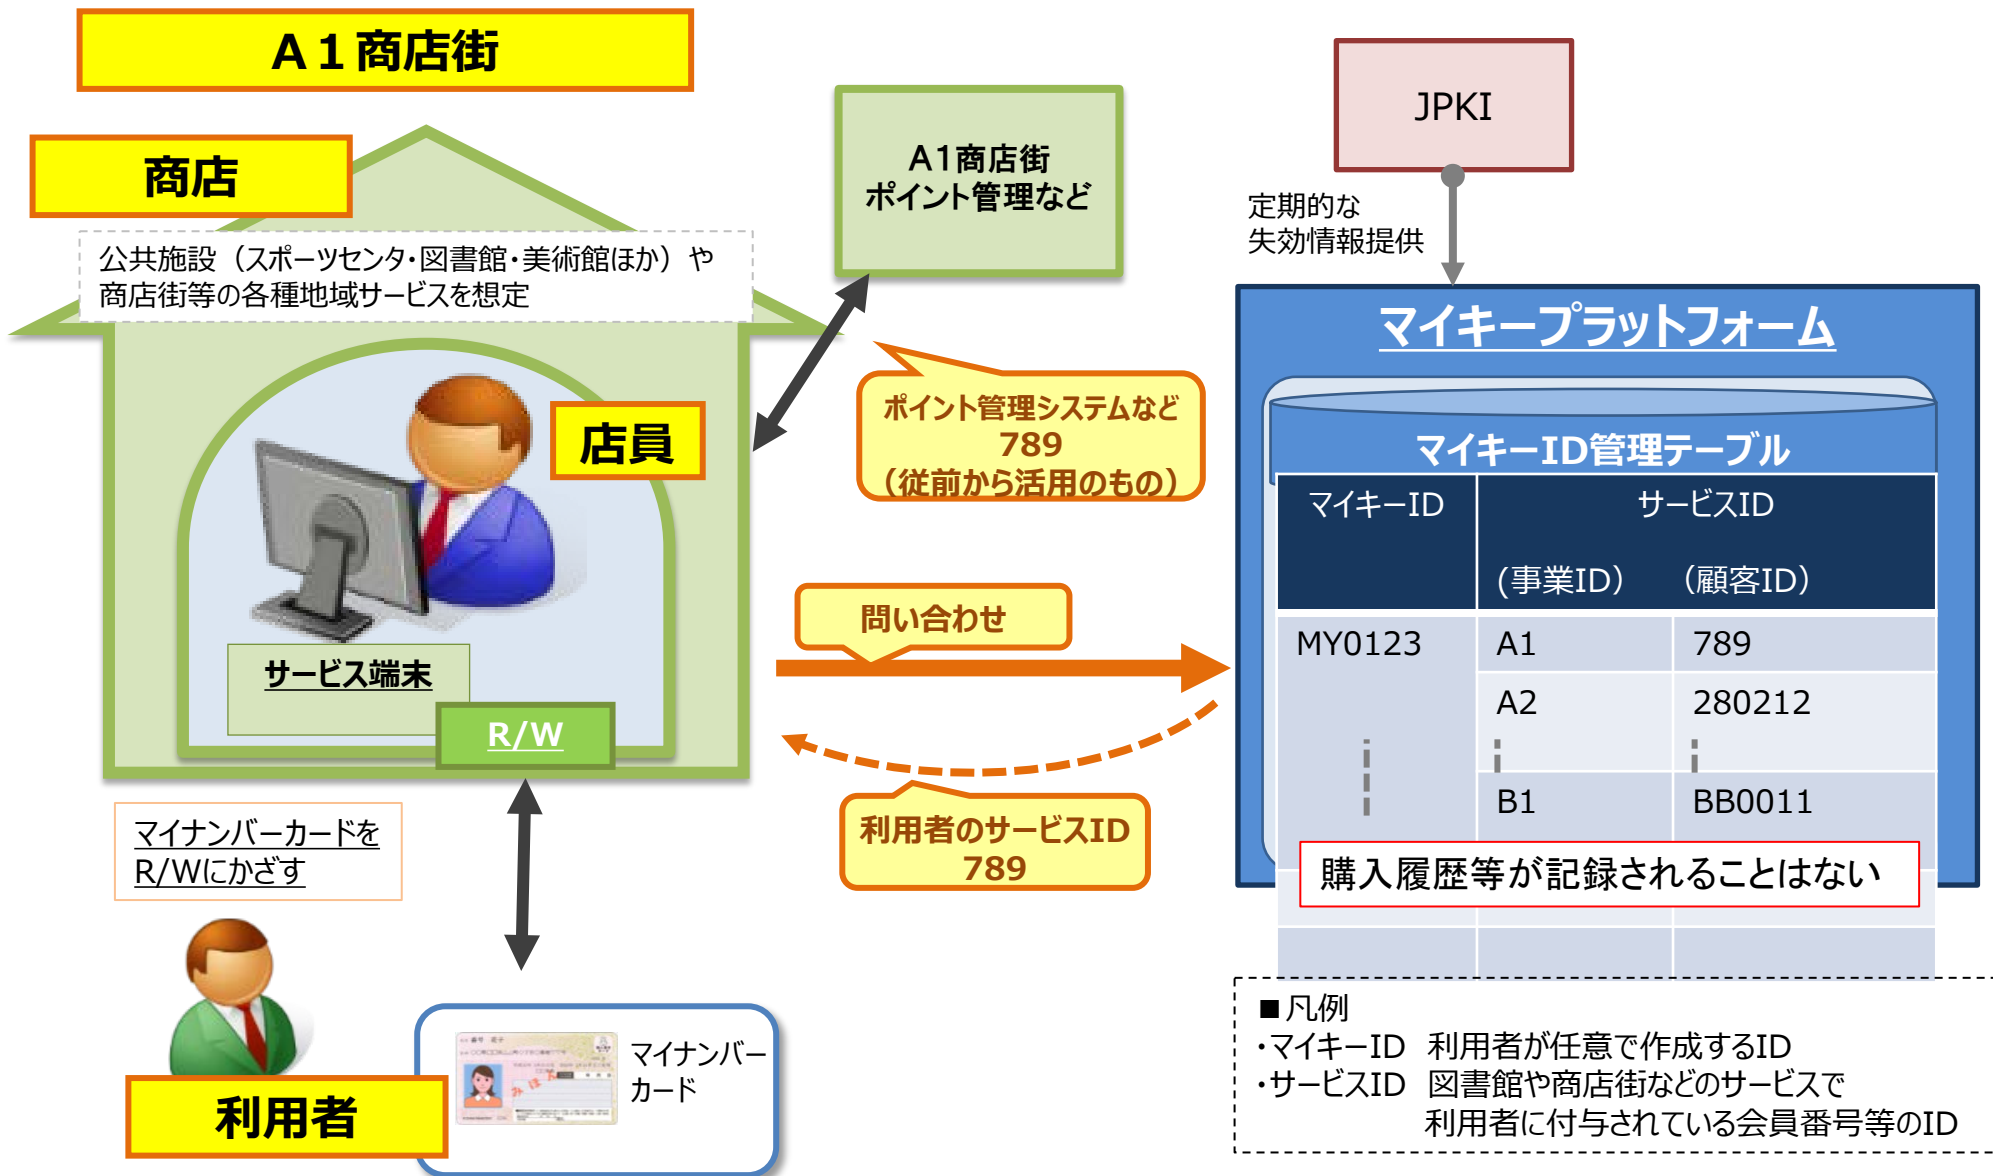 A１商店街
商店
公共施設（スポーツセンタ・図書館・美術館ほか）や
商店街等の各種地域サービスを想定
店員
サービス端末
R/W
マイナンバーカードを
R/Wにかざす
利用者
マイナンバー
カード
みほん
A1商店街
ポイント管理など
ポイント管理システムなど
789
（従前から活用のもの）
問い合わせ
利用者のサービスID
789
JPKI
定期的な
失効情報提供
マイキープラットフォーム
マイキーID管理テーブル
マイキーID サービスID
(事業ID） （顧客ID）
MY0123 A1 789
A2 280212
B1 BB0011
購入履歴等が記録されることはない
■凡例
・マイキーID 利用者が任意で作成するID
・サービスID 図書館や商店街などのサービスで
利用者に付与されている会員番号等のID